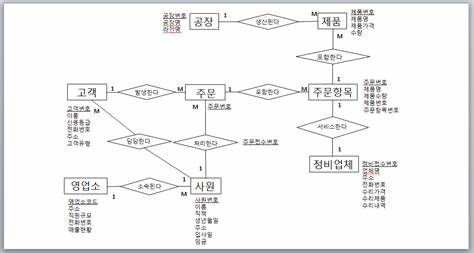 공장번호
공장명
라인명
공장
1
생산된다
M
제품
제품번호
제품명
제품가격
수량
M
포함한다
1
고객
1
발생한다
M
주문
1
포함한다
M
주문항목
주문번호
제품명
제품수량
제품번호
주문항목번호
고객번호
이름
신용등급
전화번호
주소
고객유형
1
주문번호
M
담당한다
처리한다
주문접수번호
서비스한다
1
정비업체
정비접수번호
업체명
주소
전화번호
수리가격
수리제품
수리내역
영업소
1
소속된다
M
M
1
사원
영업소코드
주소
직원규모
전화번호
매출현황
사원번호
이름
직책
생년월일
주소
입사일
임금